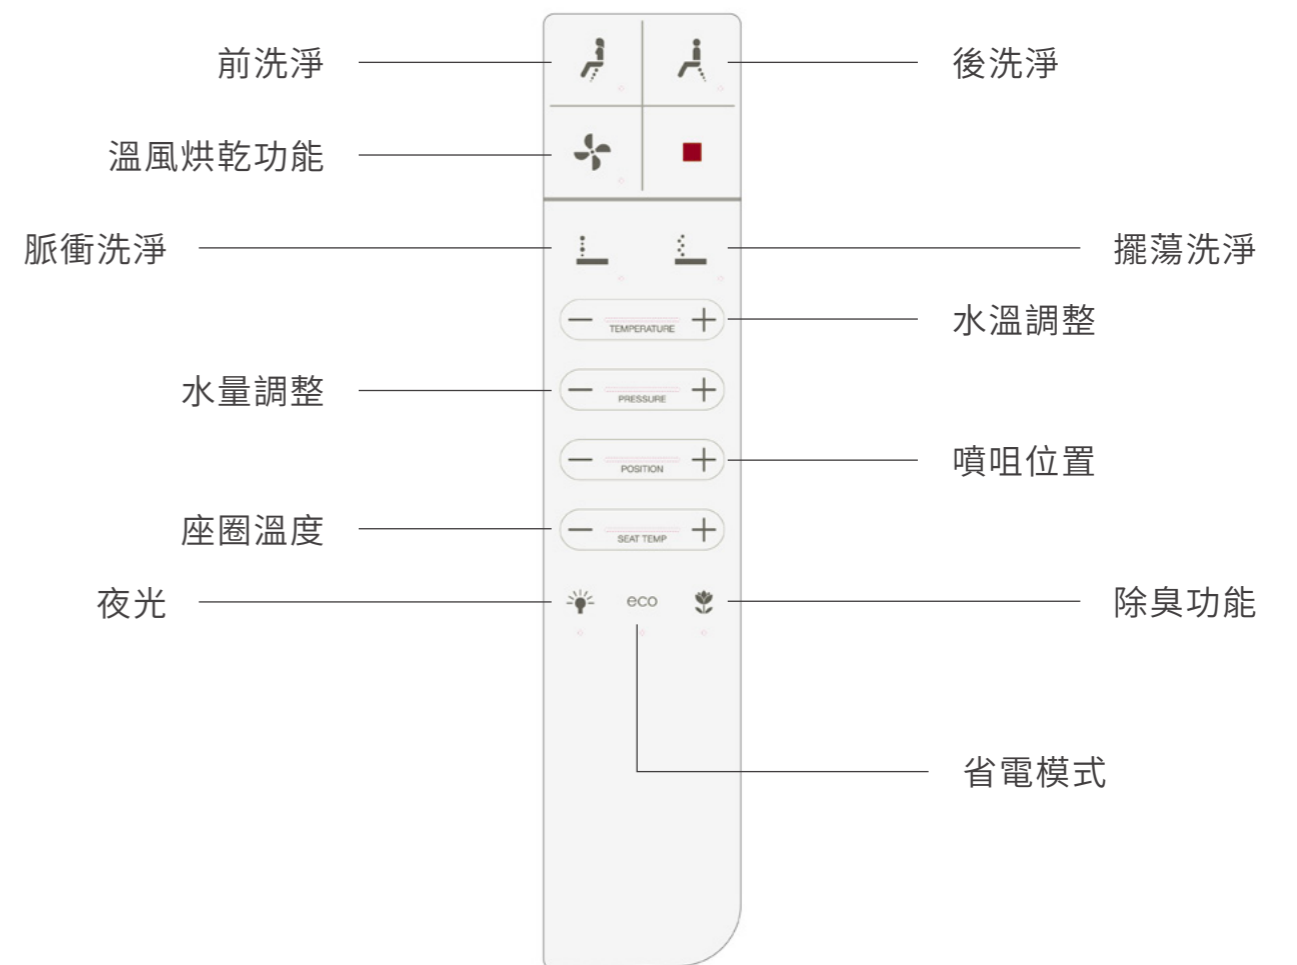 前洗淨
後洗淨
溫風烘乾功能
脈衝洗淨
擺蕩洗淨
TEMPERATURE
水溫調整
水量調整
PRESSURE
POSITION
噴咀位置
座圈溫度
SEAT TEMP
夜光
eco
除臭功能
省電模式